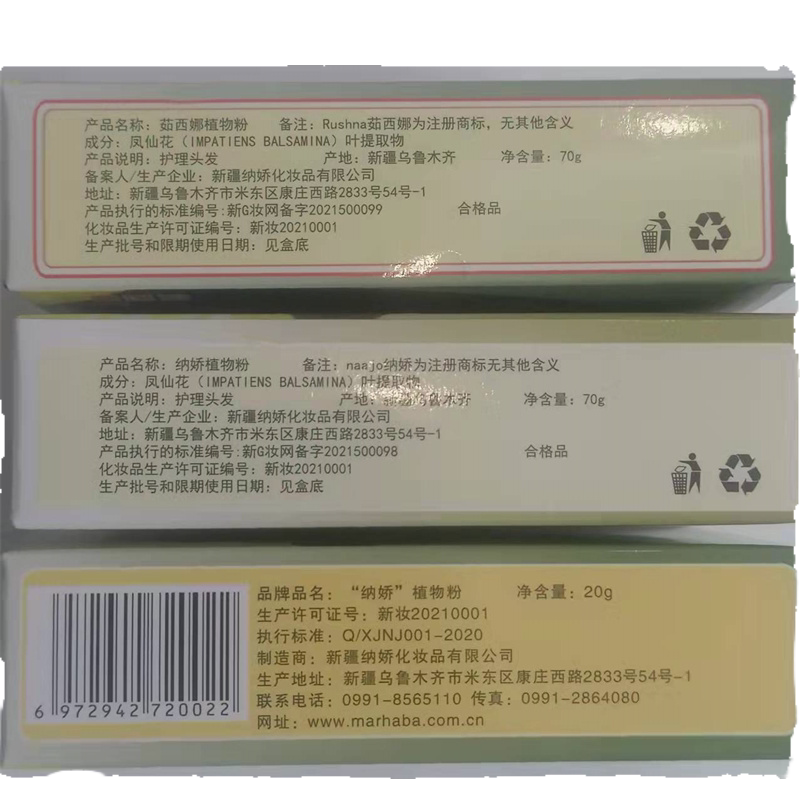 产品名称：茹西娜植物粉 备注：Rushna茹西娜为注册商标，无其他含义
成分：凤仙花（IMPATIENS BALSAMINA）叶提取物
产品说明：护理头发 产地：新疆乌鲁木齐 净含量：70g
备案人/生产企业：新疆纳娇化妆品有限公司
地址：新疆乌鲁木齐市米东区康庄西路2833号54号-1
产品执行的标准编号：新G妆网备字2021500099 合格品
化妆品生产许可证编号：新妆20210001
生产批号和限期使用日期：见盒底
产品名称：纳娇植物粉 备注：naajo纳娇为注册商标无其他含义
成分：凤仙花（IMPATIENS BALSAMINA）叶提取物
产品说明：护理头发 产地：新疆乌鲁木齐 净含量：70g
备案人/生产企业：新疆纳娇化妆品有限公司
地址：新疆乌鲁木齐市米东区康庄西路2833号54号-1
产品执行的标准编号:新G妆网备字2021500098 合格品
化妆品生产许可证编号：新妆20210001
生产批号和限期使用日期：见盒底
品牌品名：“纳娇”植物粉 净含量：20g
生产许可证号：新妆20210001
执行标准：Q/XJNJ001-2020
制造商：新疆纳娇化妆品有限公司
生产地址：新疆乌鲁木齐市米东区康庄西路2833号54号-1
联系电话：0991-8565110 传真：0991-2864080
网址：www.marhaba.com.cn
6 972942 720022